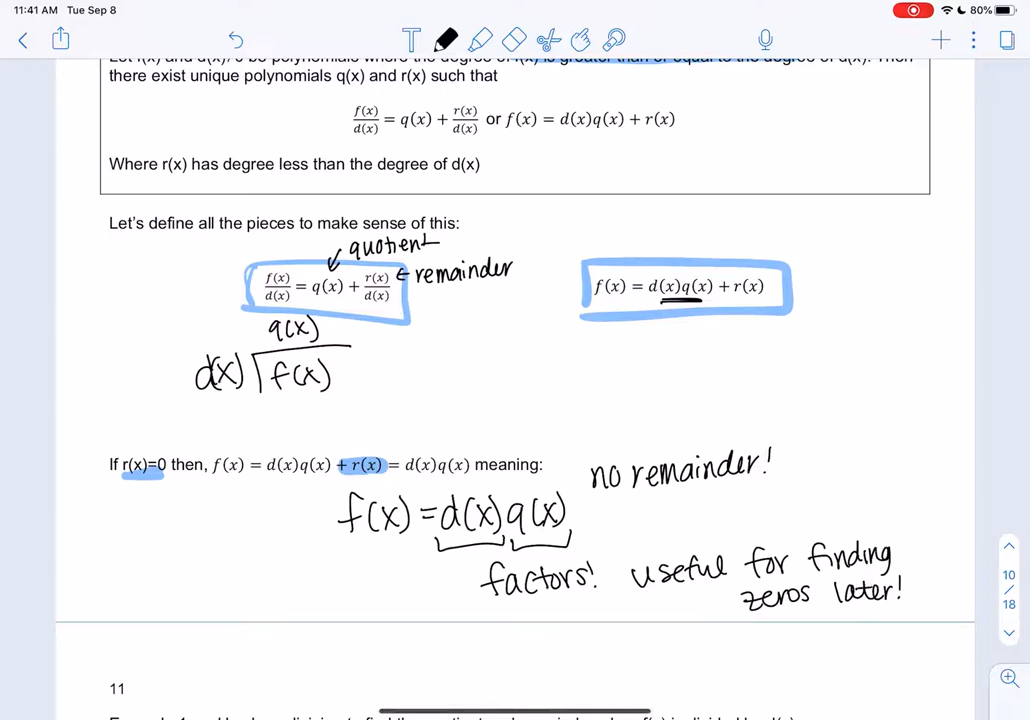 11:41 AM Tue Sep 8
80%
there exist unique polynomials q(x) and r(x) such that
f(x)/d(x) = q(x) + r(x)/d(x) or f(x) = d(x)q(x) + r(x)
Where r(x) has degree less than the degree of d(x)
Let's define all the pieces to make sense of this:
quotient
f(x)/d(x) = q(x) + r(x)/d(x) ← remainder
f(x) = d(x)q(x) + r(x)
q(x)
d(x) f(x)
If r(x)=0 then, f(x) = d(x)q(x) + r(x) = d(x)q(x) meaning:
no remainder!
f(x) = d(x) q(x)
factors! useful for finding
zeros later!
10
/
18
11